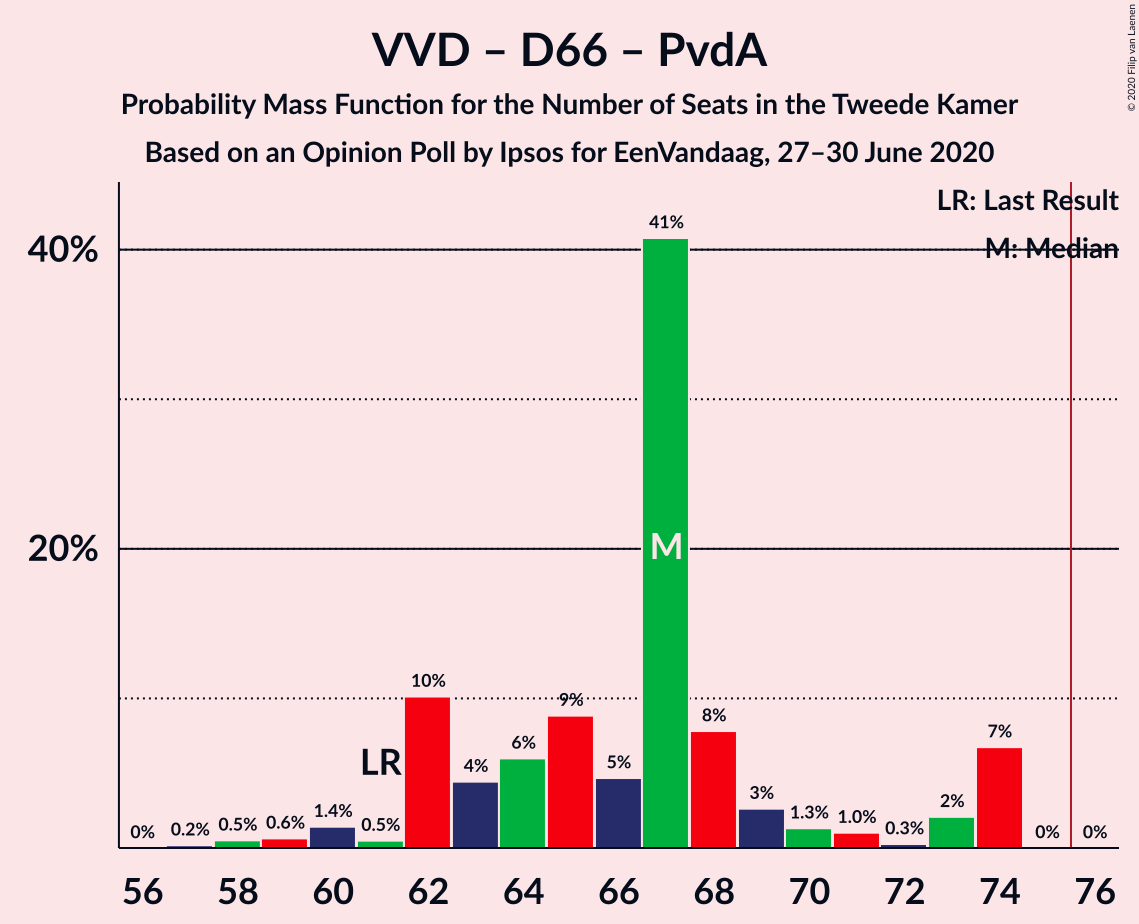 VVD – D66 – PvdA
Probability Mass Function for the Number of Seats in the Tweede Kamer
Based on an Opinion Poll by Ipsos for EenVandaag, 27–30 June 2020
© 2020 Filip van Laenen
LR: Last Result
M: Median
40%
20%
0%
0.2%
0.5%
0.6%
1.4%
0.5%
10%
4%
6%
9%
5%
41%
8%
3%
1.3%
1.0%
0.3%
2%
7%
0%
0%
LR
M
56 58 60 62 64 66 68 70 72 74 76